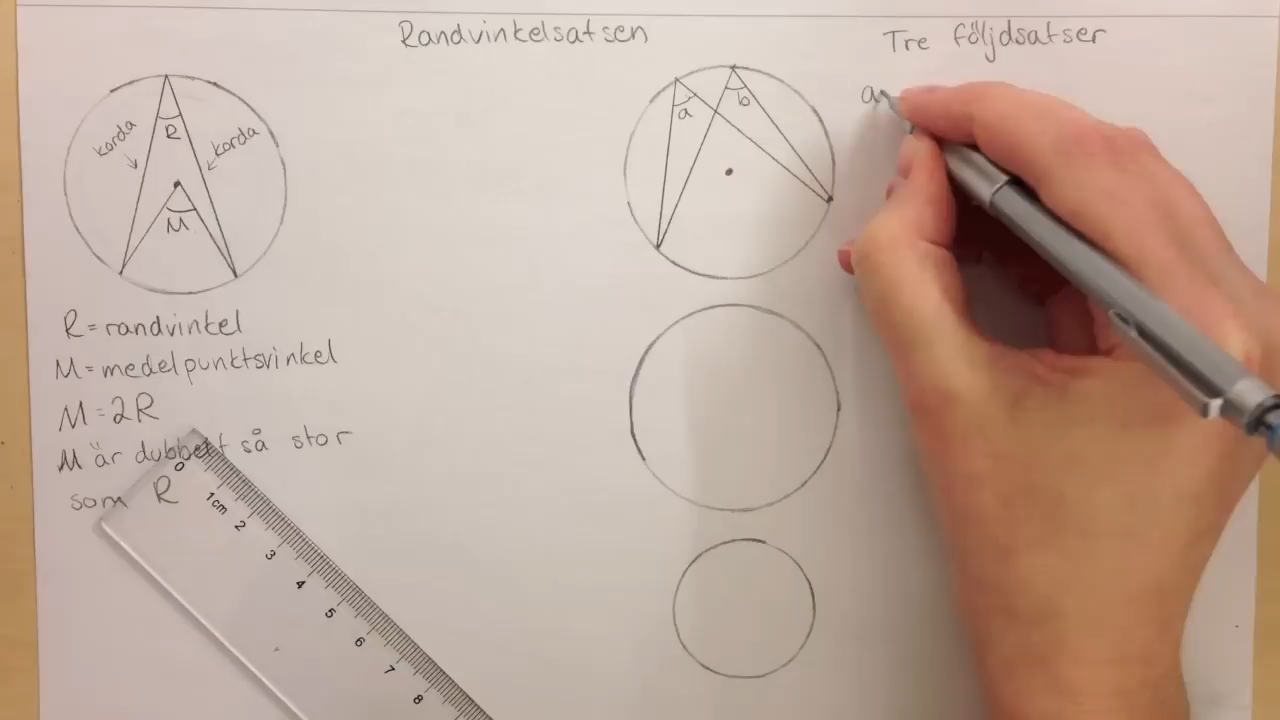 Randvinkelsatsen
Tre följdsatser
korda
R
korda
M
a
b
a
R = randvinkel
M = medelpunktsvinkel
M = 2R
M är dubbelt så stor
som R
0
1cm
2
3
4
5
6
7
8